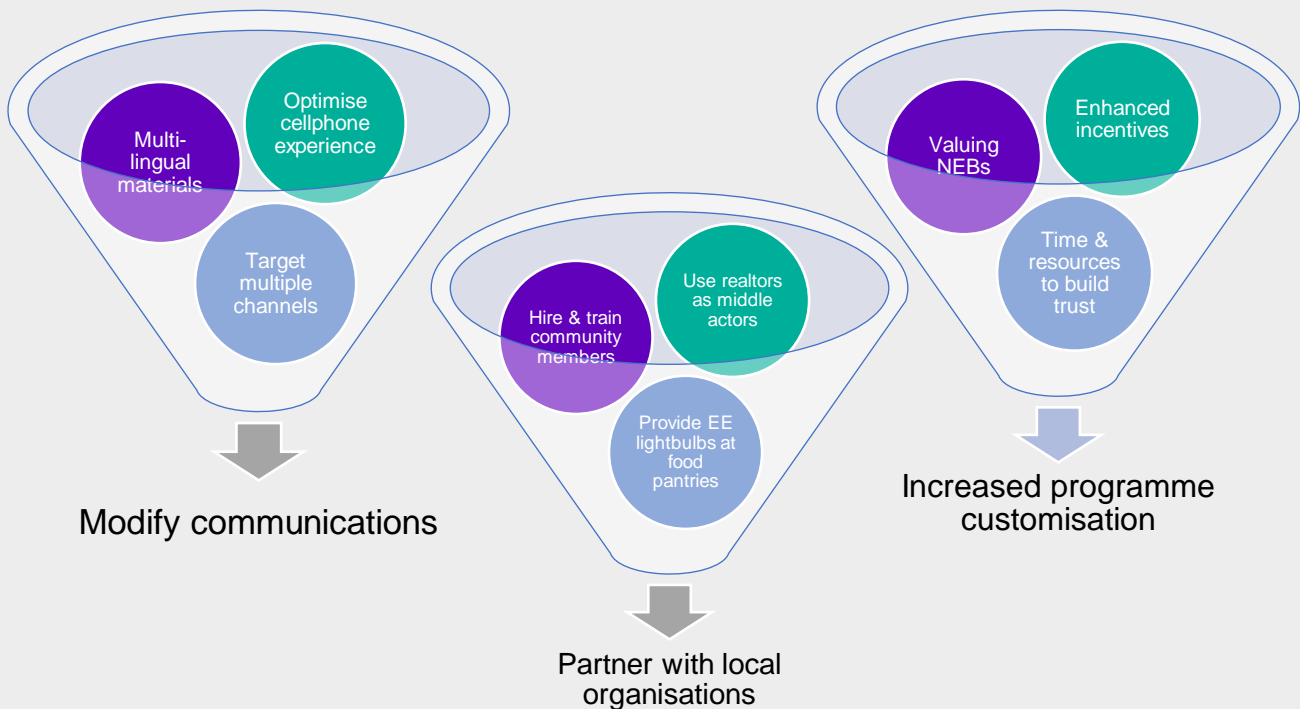 Multi-
lingual
materials
Optimise
cellphone
experience
Target
multiple
channels
Modify communications
Hire & train
community
members
Use realtors
as middle
actors
Provide EE
lightbulbs at
food
pantries
Partner with local
organisations
Valuing
NEBs
Enhanced
incentives
Time &
resources
to build
trust
Increased programme
customisation